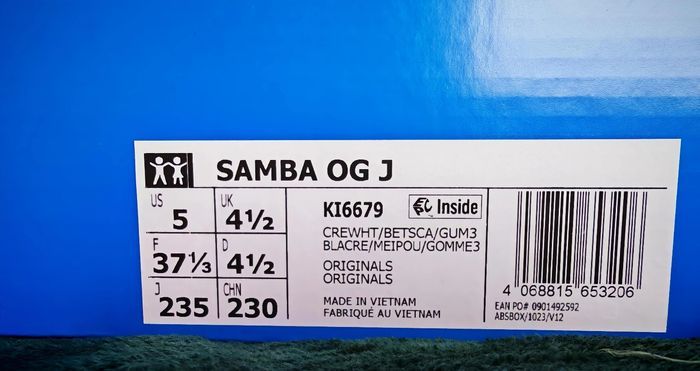 SAMBA OG J
US 5
UK 4½
F 37⅓
D 4½
J 235
CHN 230
KI6679
Inside
CREWHT/BETSCA/GUM3
BLACRE/MEIPOU/GOMME3
ORIGINALS
ORIGINALS
MADE IN VIETNAM
FABRIQUÉ AU VIETNAM
4 068815 653206
EAN PO# 0901492592
ABSBOX/1023/V12